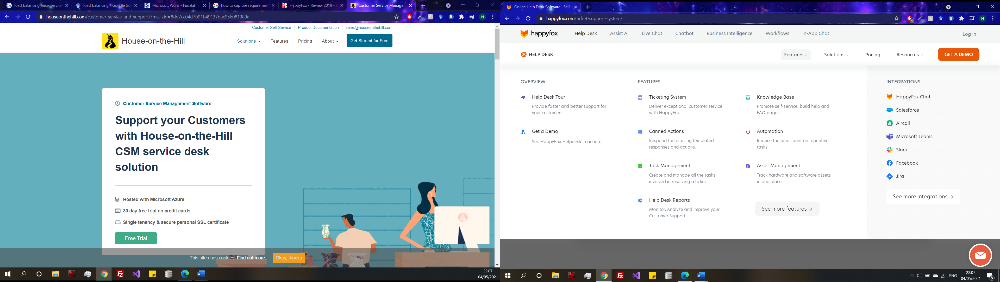 load balancing microservice
load balancing - Google Sch
Microsoft Word - Fudzlah Is
how to capture requirement
HappyFox - Review 2019 -
Customer Service Managem
houseonthehill.com/customer-service-and-support/?msclkid=8dd7cc04d7b91b49137dac956081989a
N
Customer Self-Service
Product Documentation
sales@houseonthehill.com
House-on-the-Hill
Solutions
Features
Pricing
About
Get Started for Free
Customer Service Management Software
Support your Customers
with House-on-the-Hill
CSM service desk
solution
Hosted with Microsoft Azure
30 day free trial no credit cards
Single tenancy & secure personal SSL certificate
Free Trial
This site uses cookies: Find out more.
Okay, thanks
22:07
04/05/2021
Online Help Desk Software | Self
happyfox.com/ticket-support-system/
N
happyfox
Help Desk
Assist AI
Live Chat
Chatbot
Business Intelligence
Workflows
In-App Chat
Log In
HELP DESK
Features
Solutions
Pricing
Resources
GET A DEMO
OVERVIEW
Help Desk Tour
Provide faster and better support for
your customers.
Get a Demo
See HappyFox Helpdesk in action.
FEATURES
Ticketing System
Deliver exceptional customer service
with HappyFox.
Canned Actions
Respond faster using templated
responses and actions.
Task Management
Create and manage all the tasks
involved in resolving a ticket.
Help Desk Reports
Monitor, Analyze and Improve your
Customer Support.
Knowledge Base
Promote self-service; build help and
FAQ pages.
Automation
Reduce the time spent on repetitive
tasks.
Asset Management
Track hardware and software assets
in one place.
See more features →
INTEGRATIONS
HappyFox Chat
Salesforce
Aircall
Microsoft Teams
Slack
Facebook
Jira
See more Integrations →
ENG
22:07
04/05/2021
8